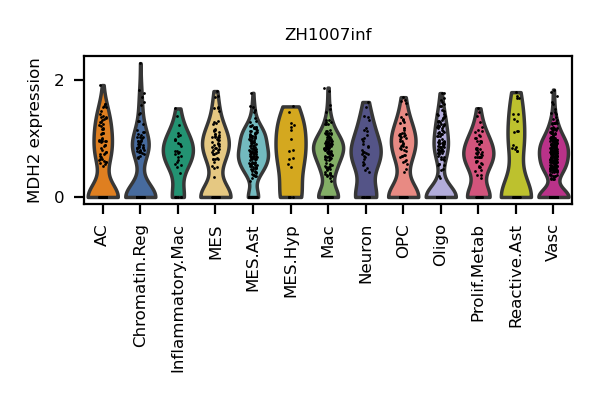 ZH1007inf
MDH2 expression
2
0
AC
Chromatin.Reg
Inflammatory.Mac
MES
MES.Ast
MES.Hyp
Mac
Neuron
OPC
Oligo
Prolif.Metab
Reactive.Ast
Vasc